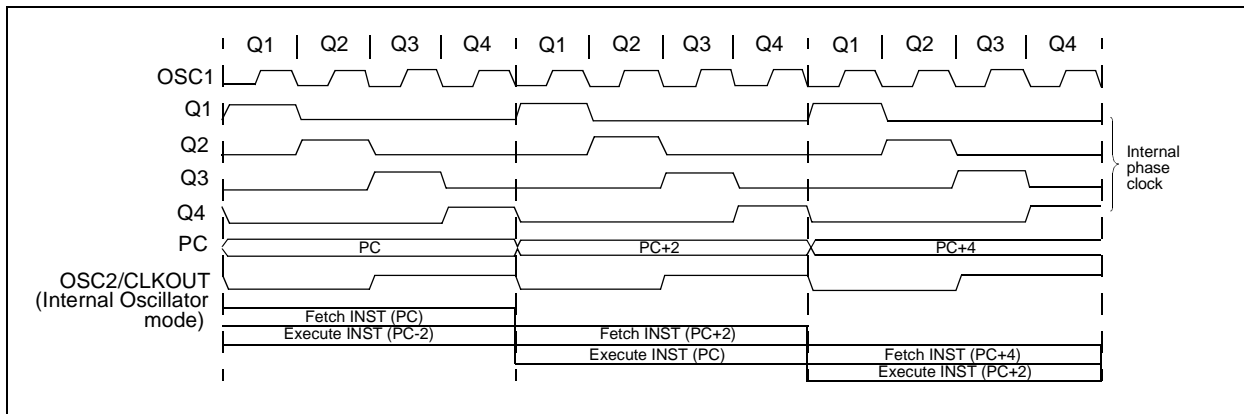 Q1 Q2 Q3 Q4 Q1 Q2 Q3 Q4 Q1 Q2 Q3 Q4
OSC1
Q1
Q2
Q3
Q4
Internal
phase
clock
PC PC PC+2 PC+4
OSC2/CLKOUT
(Internal Oscillator
mode)
Fetch INST (PC)
Execute INST (PC-2) Fetch INST (PC+2)
Execute INST (PC) Fetch INST (PC+4)
Execute INST (PC+2)